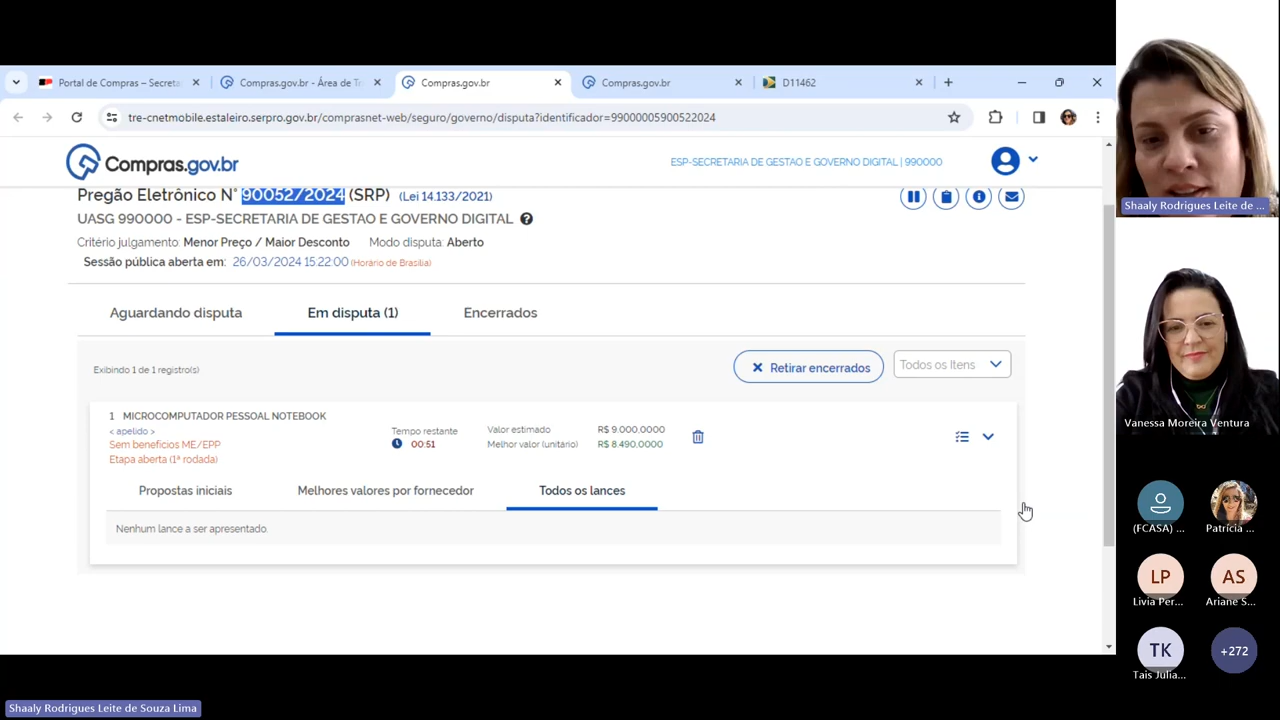 Portal de Compras – Secreta
Compras.gov.br - Área de Tr
Compras.gov.br
Compras.gov.br
D11462
tre-cnetmobile.estaleiro.serpro.gov.br/comprasnet-web/seguro/governo/disputa?identificador=99000005900522024
Compras.gov.br
ESP-SECRETARIA DE GESTAO E GOVERNO DIGITAL | 990000
Pregão Eletrônico N° 90052/2024 (SRP) (Lei 14.133/2021)
UASG 990000 - ESP-SECRETARIA DE GESTAO E GOVERNO DIGITAL
Critério julgamento: Menor Preço / Maior Desconto Modo disputa: Aberto
Sessão pública aberta em: 26/03/2024 15:22:00 (Horário de Brasília)
Aguardando disputa
Em disputa (1)
Encerrados
Exibindo 1 de 1 registro(s)
Retirar encerrados
Todos os Itens
1 MICROCOMPUTADOR PESSOAL NOTEBOOK
< apelido >
Sem benefícios ME/EPP
Etapa aberta (1ª rodada)
Tempo restante
00:51
Valor estimado R$ 9.000,0000
Melhor valor (unitário) R$ 8.490,0000
Propostas iniciais
Melhores valores por fornecedor
Todos os lances
Nenhum lance a ser apresentado.
Shaaly Rodrigues Leite de ...
Vanessa Moreira Ventura
(FCASA) ...
Patrícia ...
LP
AS
Livia Per...
Ariane S...
TK
+272
Tais Julia...
Shaaly Rodrigues Leite de Souza Lima